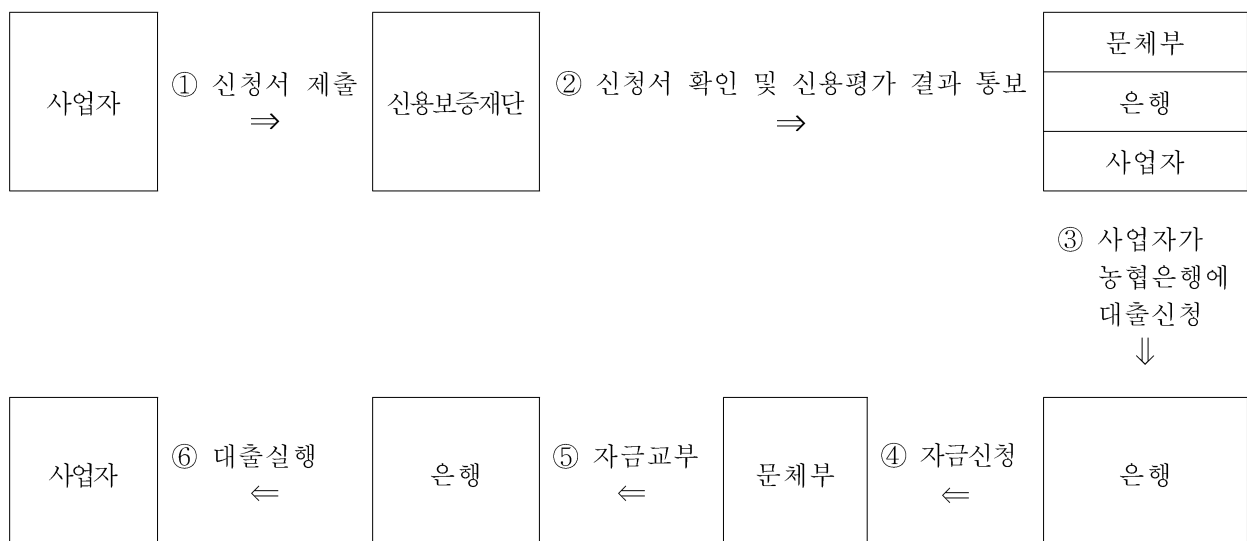 사업자
① 신청서 제출
⇒
신용보증재단
② 신청서 확인 및 신용평가 결과 통보
⇒
문체부
은행
사업자
③ 사업자가
농협은행에
대출신청
⇓
사업자
⑥ 대출실행
⇐
은행
⑤ 자금교부
⇐
문체부
④ 자금신청
⇐
은행